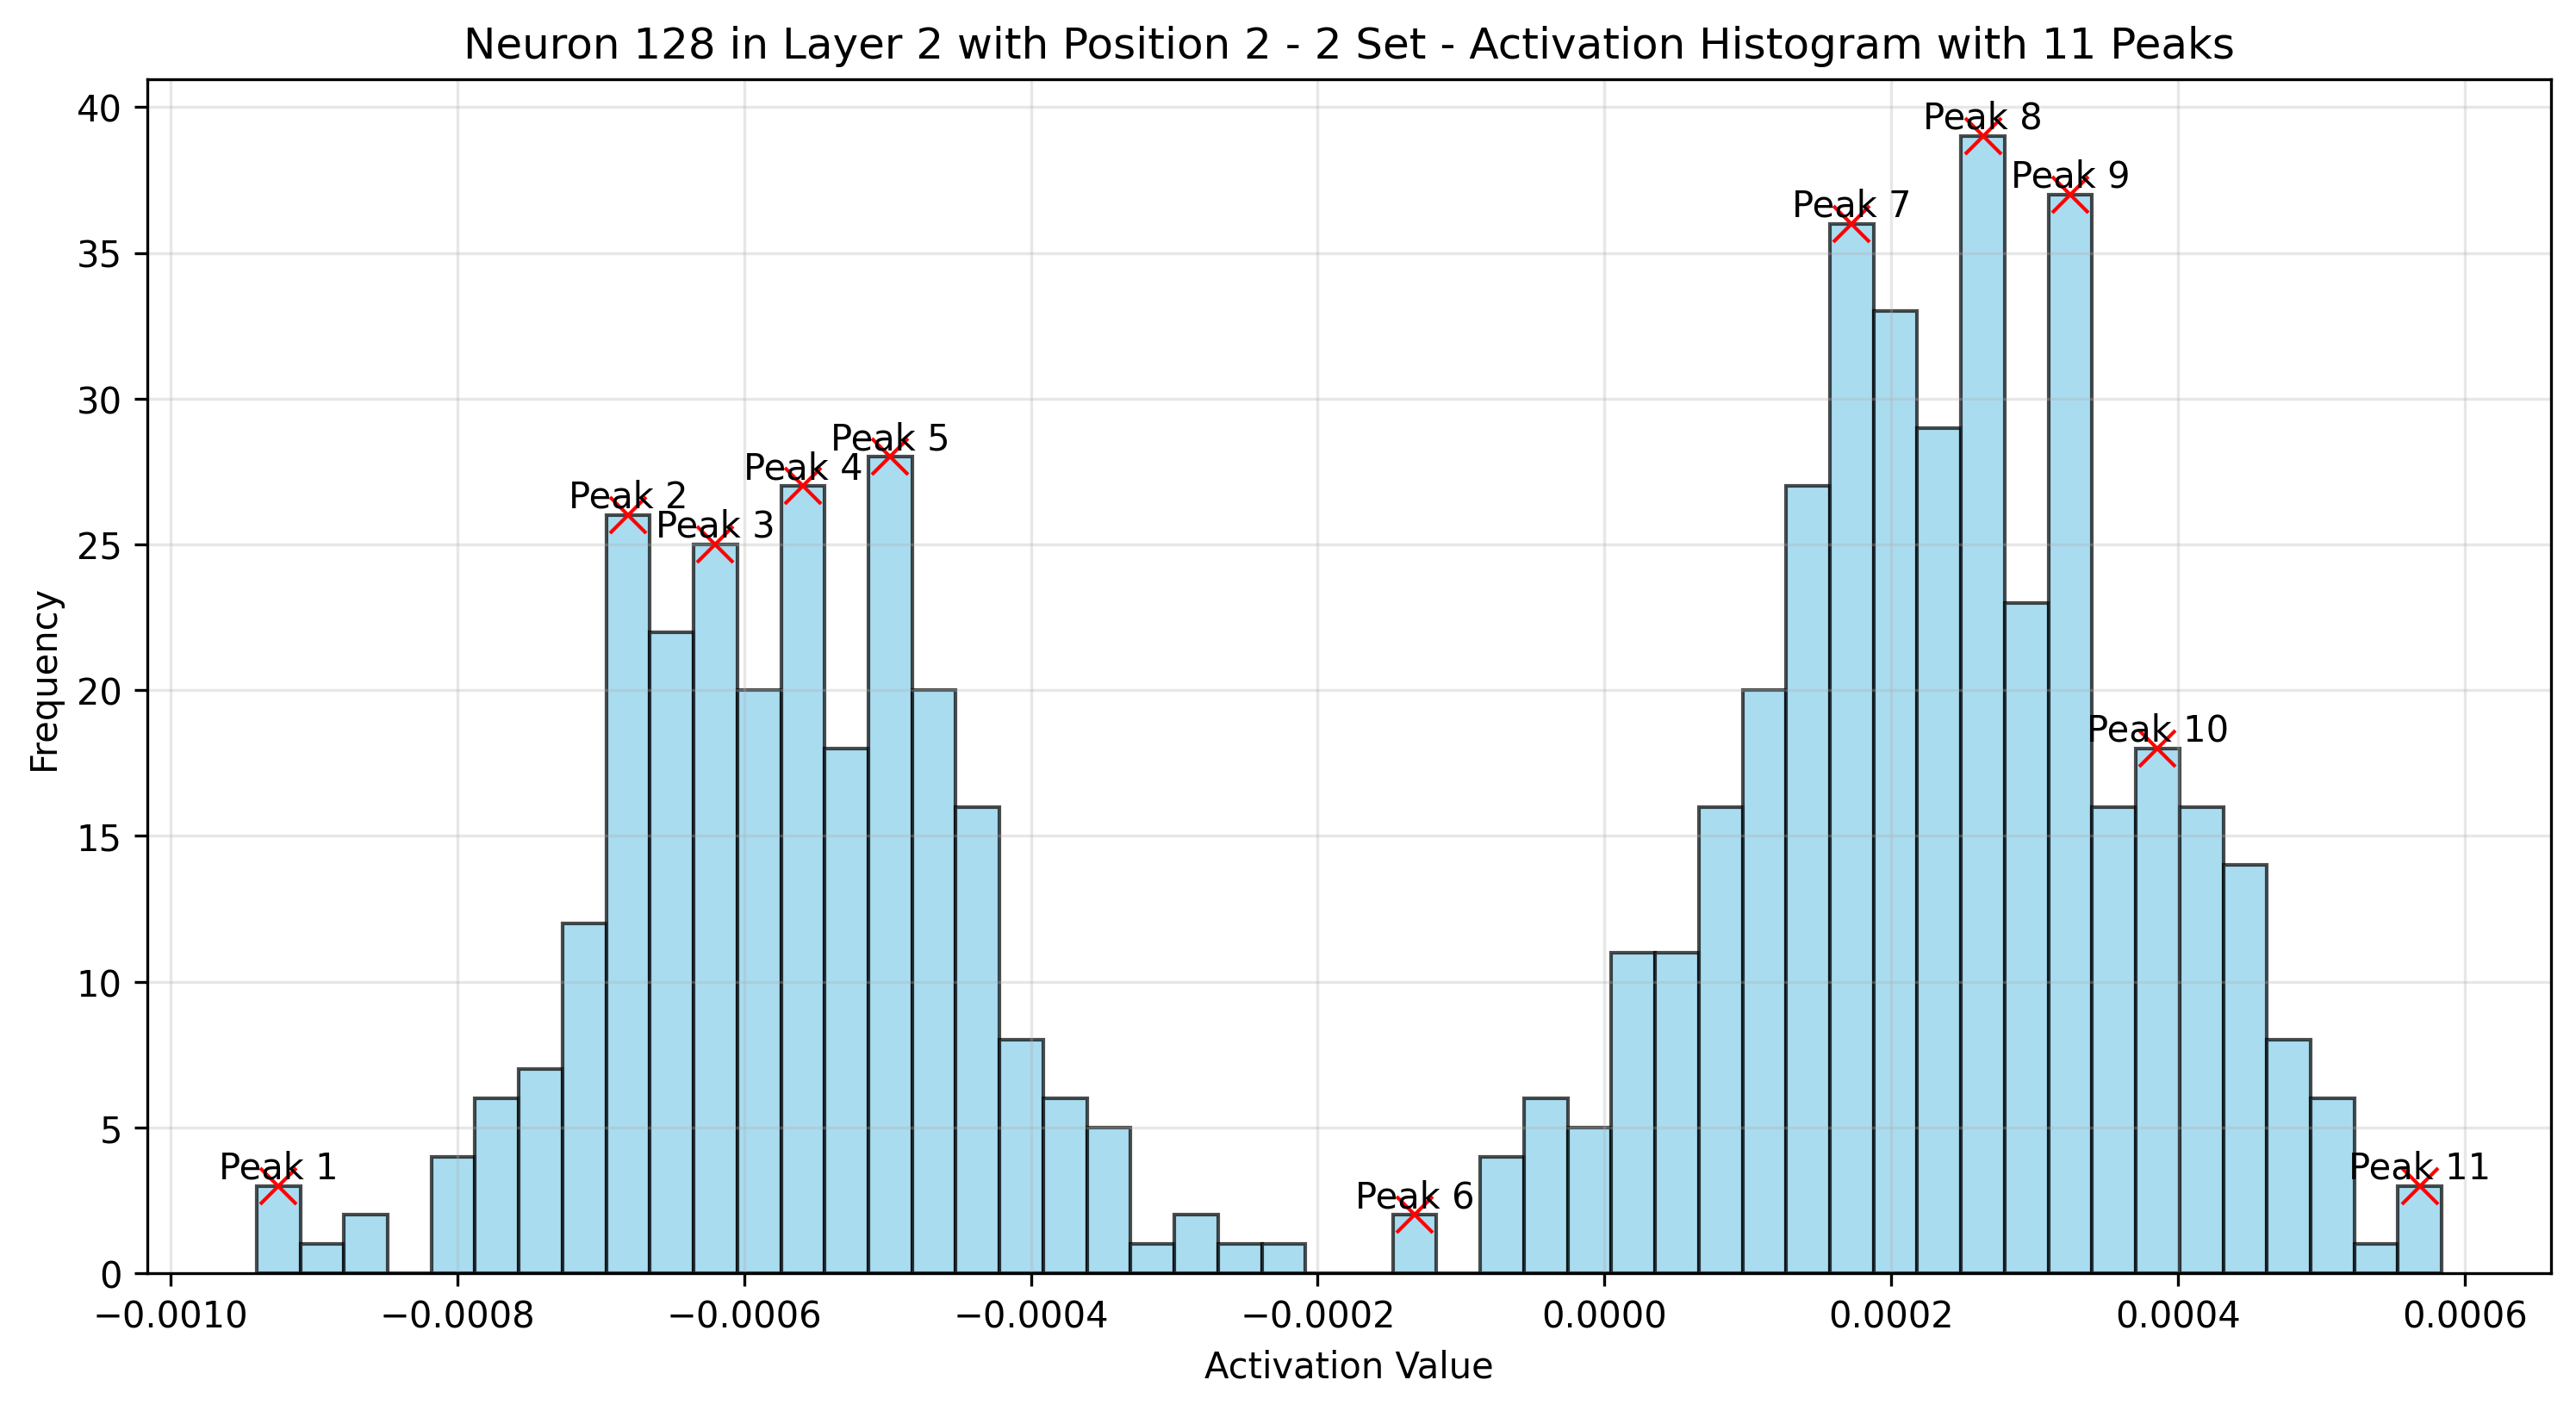 Neuron 128 in Layer 2 with Position 2 - 2 Set - Activation Histogram with 11 Peaks
Frequency
40
35
30
25
20
15
10
5
0
Peak 1
Peak 2
Peak 3
Peak 4
Peak 5
Peak 6
Peak 7
Peak 8
Peak 9
Peak 10
Peak 11
−0.0010 −0.0008 −0.0006 −0.0004 −0.0002 0.0000 0.0002 0.0004 0.0006
Activation Value